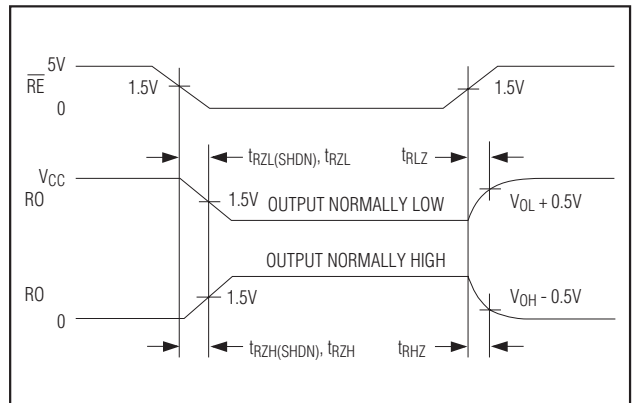 5V
RE
1.5V
1.5V
0
tRZL(SHDN), tRZL
tRLZ
VCC
RO
1.5V
OUTPUT NORMALLY LOW
VOL + 0.5V
OUTPUT NORMALLY HIGH
RO
1.5V
VOH - 0.5V
0
tRZH(SHDN), tRZH
tRHZ